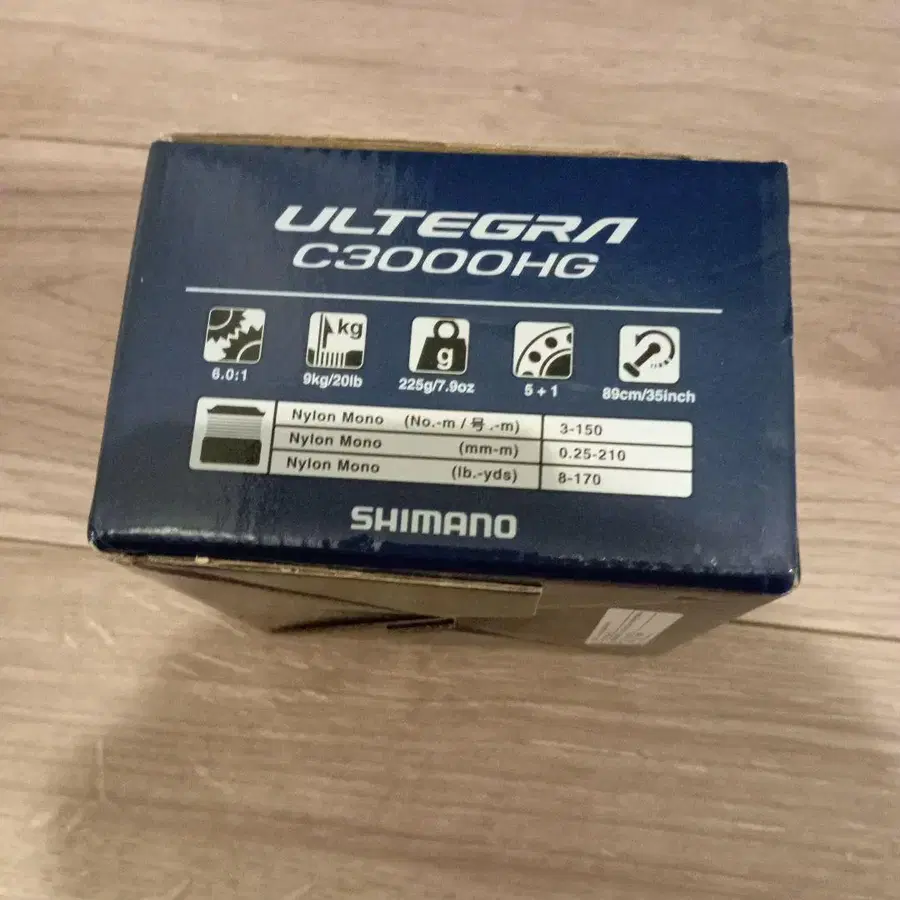 ULTEGRA
C3000HG
kg
g
6.0:1
9kg/20lb
225g/7.9oz
5+1
89cm/35inch
Nylon Mono (No.-m / 号.-m) 3-150
Nylon Mono (mm-m) 0.25-210
Nylon Mono (lb.-yds) 8-170
SHIMANO